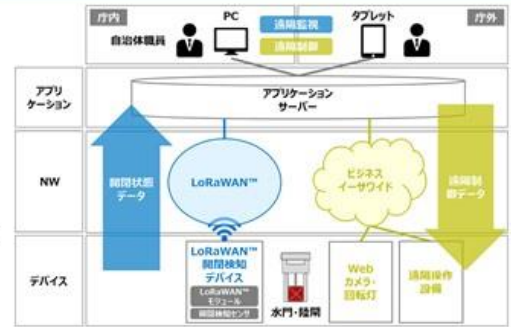 庁内
PC
遠隔監視
タブレット
庁外
自治体職員
遠隔制御
アプリ
ケーション
アプリケーション
サーバー
NW
開閉状態
データ
LoRaWAN™
ビジネス
イーサワイド
遠隔制
御データ
デバイス
LoRaWAN™
開閉検知
デバイス
LoRaWAN™
モジュール
開閉検知センサ
水門・陸閘
Web
カメラ・
回転灯
遠隔操作
設備